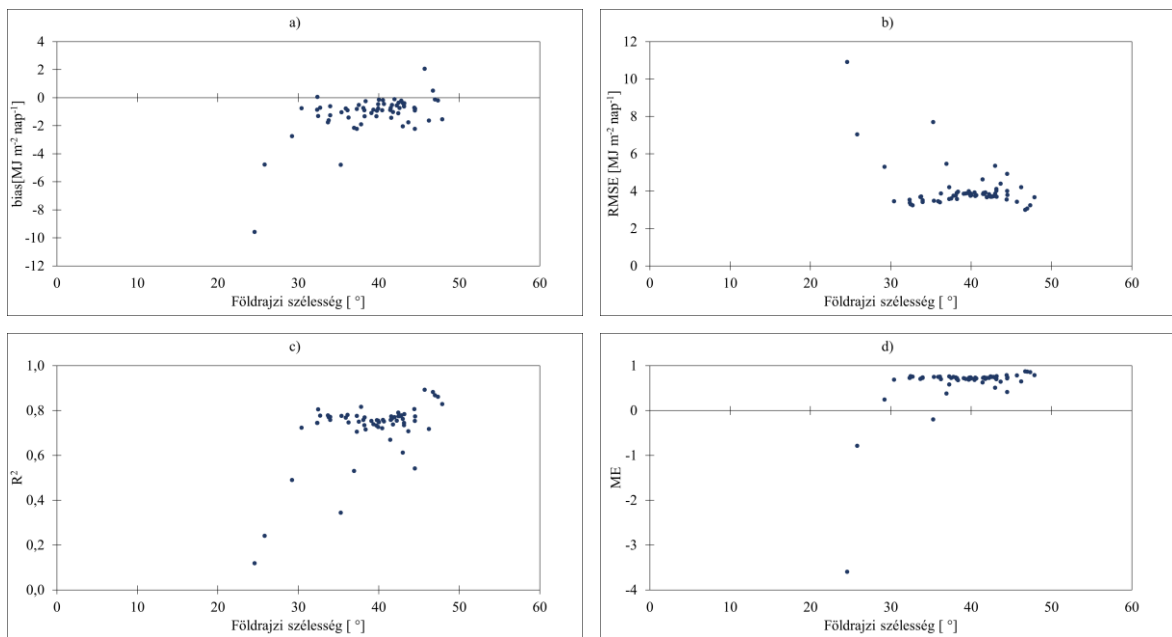 a)
4
2
0
-2
-4
-6
-8
-10
-12
bias[MJ m-2 nap-1]
0 10 20 30 40 50 60
Földrajzi szélesség [ °]
b)
12
10
8
6
4
2
0
RMSE [MJ m-2 nap-1]
0 10 20 30 40 50 60
Földrajzi szélesség [ °]
c)
1,0
0,8
0,6
0,4
0,2
0,0
R2
0 10 20 30 40 50 60
Földrajzi szélesség [ °]
d)
1
0
-1
-2
-3
-4
ME
0 10 20 30 40 50 60
Földrajzi szélesség [ °]